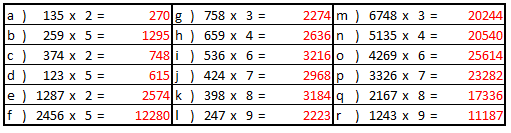 a ) 135 x 2 = 270 g ) 758 x 3 = 2274 m ) 6748 x 3 = 20244
b ) 259 x 5 = 1295 h ) 659 x 4 = 2636 n ) 5135 x 4 = 20540
c ) 374 x 2 = 748 i ) 536 x 6 = 3216 o ) 4269 x 6 = 25614
d ) 123 x 5 = 615 j ) 424 x 7 = 2968 p ) 3326 x 7 = 23282
e ) 1287 x 2 = 2574 k ) 398 x 8 = 3184 q ) 2167 x 8 = 17336
f ) 2456 x 5 = 12280 l ) 247 x 9 = 2223 r ) 1243 x 9 = 11187